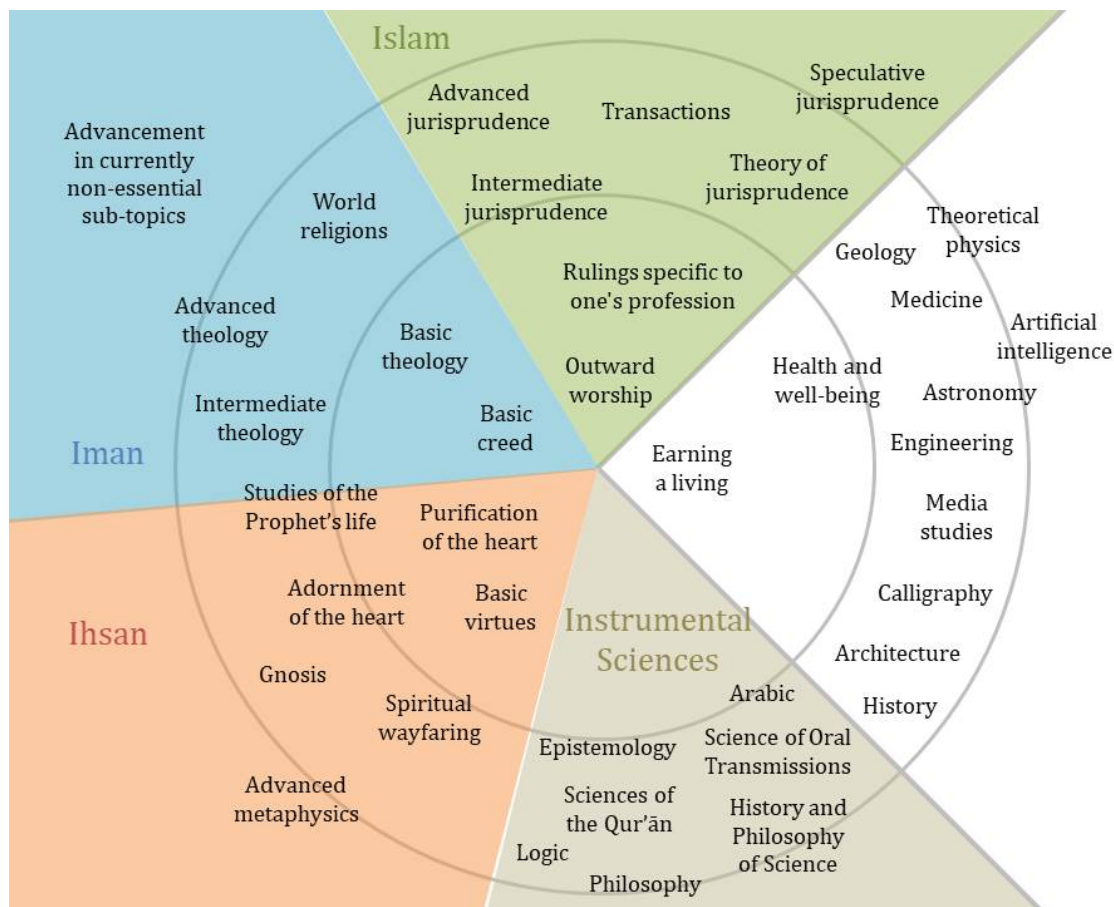 Islam
Advanced
jurisprudence
Transactions
Speculative
jurisprudence
Intermediate
jurisprudence
Theory of
jurisprudence
Rulings specific to
one's profession
Outward
worship
Advancement
in currently
non-essential
sub-topics
World
religions
Advanced
theology
Basic
theology
Intermediate
theology
Basic
creed
Iman
Studies of the
Prophet’s life
Purification
of the heart
Adornment
of the heart
Basic
virtues
Ihsan
Gnosis
Spiritual
wayfaring
Advanced
metaphysics
Instrumental
Sciences
Arabic
Epistemology
Science of Oral
Transmissions
Sciences of
the Qur’ān
History and
Philosophy
of Science
Logic
Philosophy
Theoretical
physics
Geology
Medicine
Artificial
intelligence
Health and
well-being
Astronomy
Engineering
Earning
a living
Media
studies
Calligraphy
Architecture
History